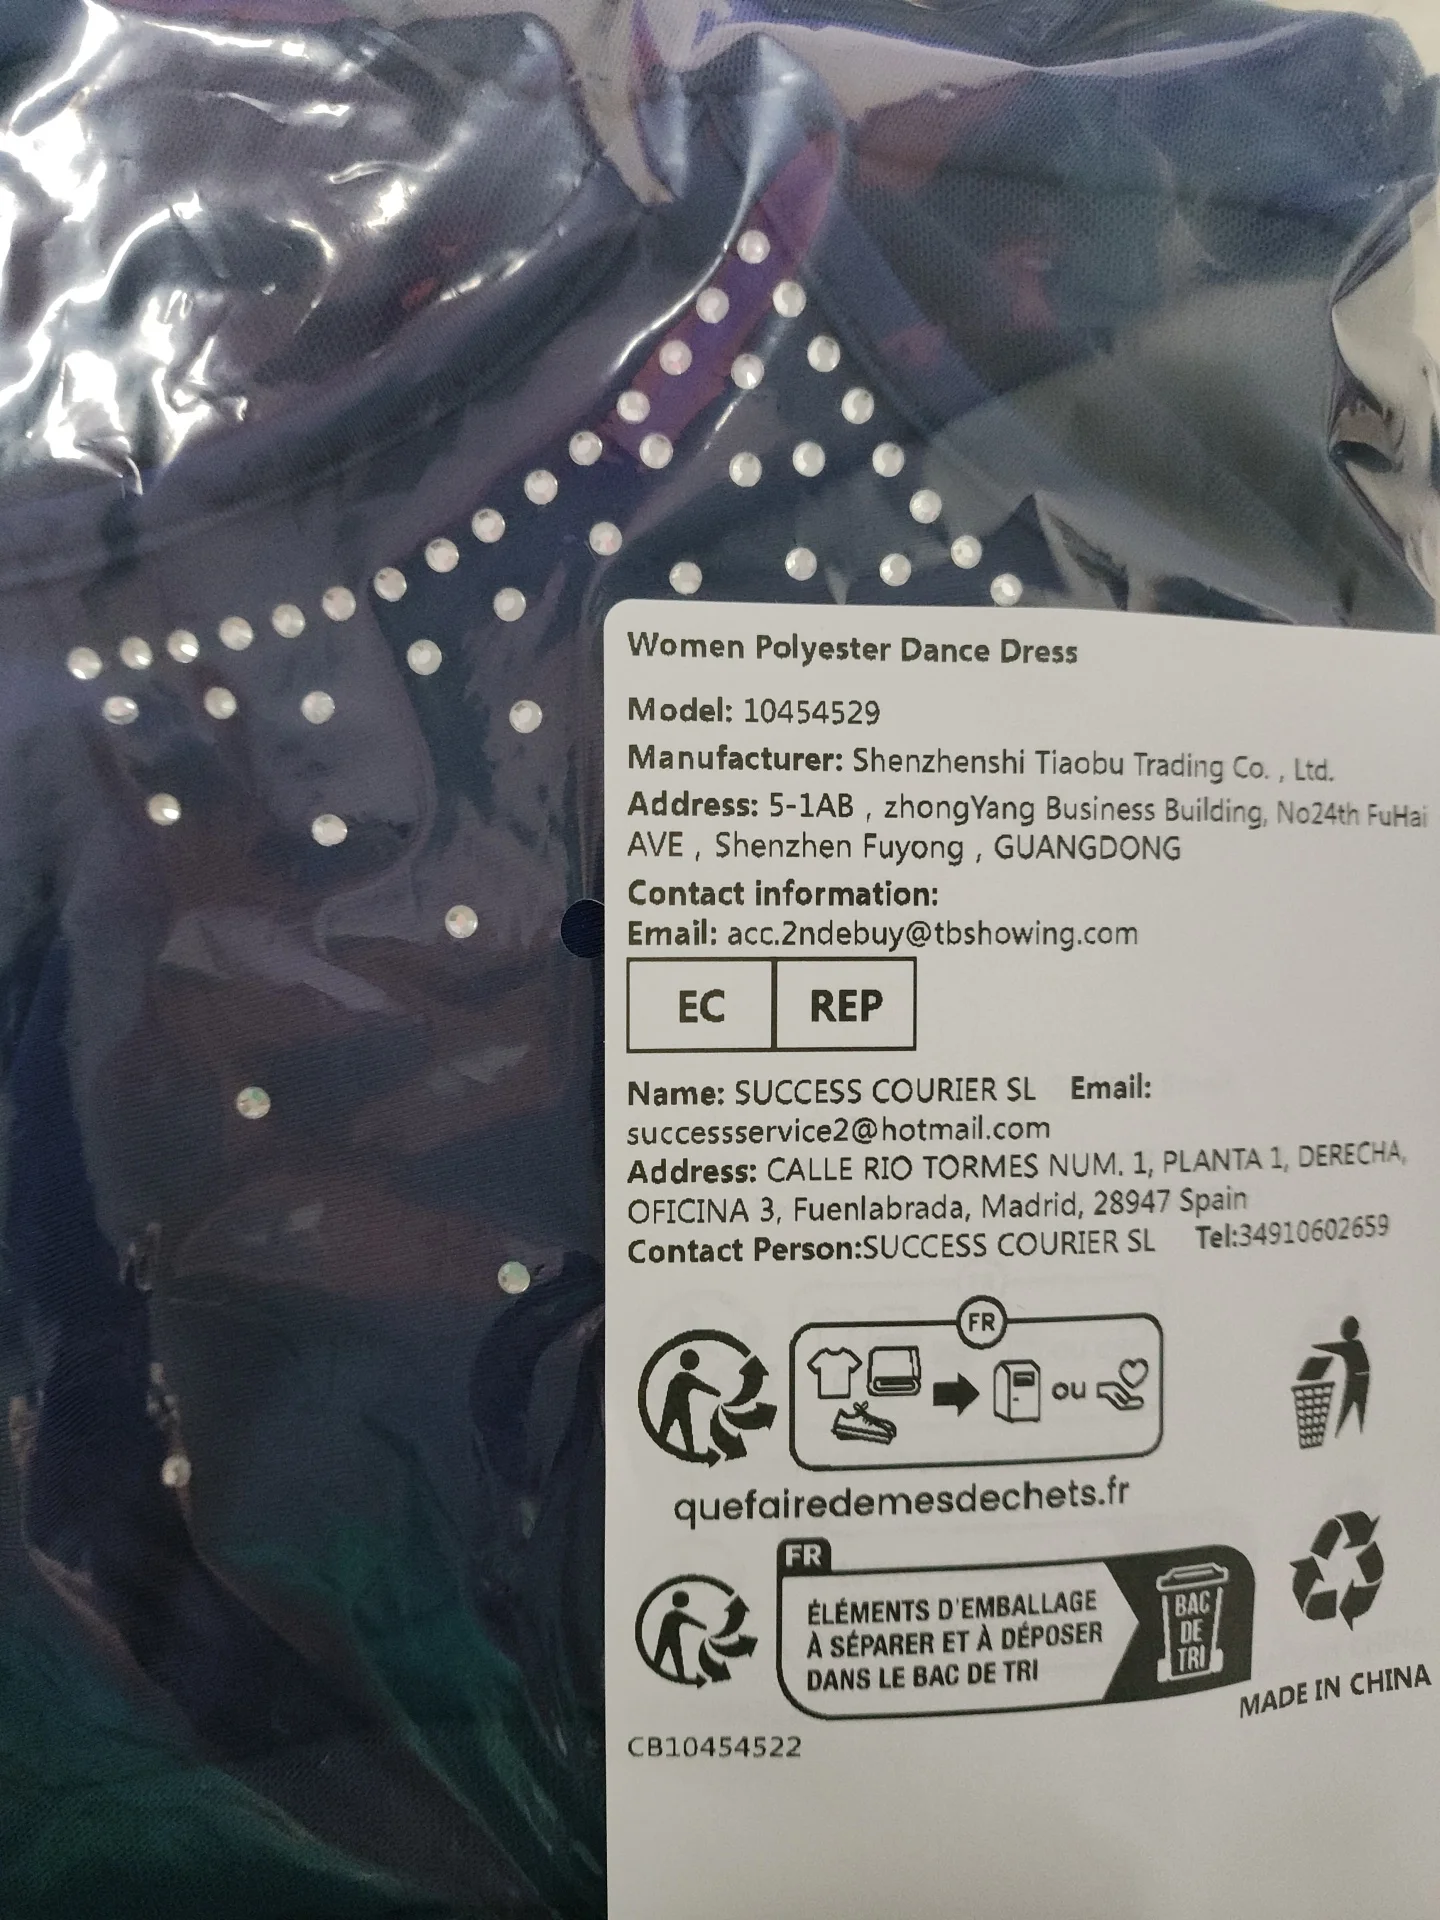 Women Polyester Dance Dress
Model: 10454529
Manufacturer: Shenzhenshi Tiaobu Trading Co. , Ltd.
Address: 5-1AB , zhongYang Business Building, No24th FuHai
AVE , Shenzhen Fuyong , GUANGDONG
Contact information:
Email: acc.2ndebuy@tbshowing.com
EC REP
Name: SUCCESS COURIER SL Email:
successservice2@hotmail.com
Address: CALLE RIO TORMES NUM. 1, PLANTA 1, DERECHA,
OFICINA 3, Fuenlabrada, Madrid, 28947 Spain
Contact Person:SUCCESS COURIER SL Tel:34910602659
FR
ou
quefairedemesdechets.fr
FR
ÉLÉMENTS D'EMBALLAGE
À SÉPARER ET À DÉPOSER
DANS LE BAC DE TRI
BAC
DE
TRI
MADE IN CHINA
CB10454522